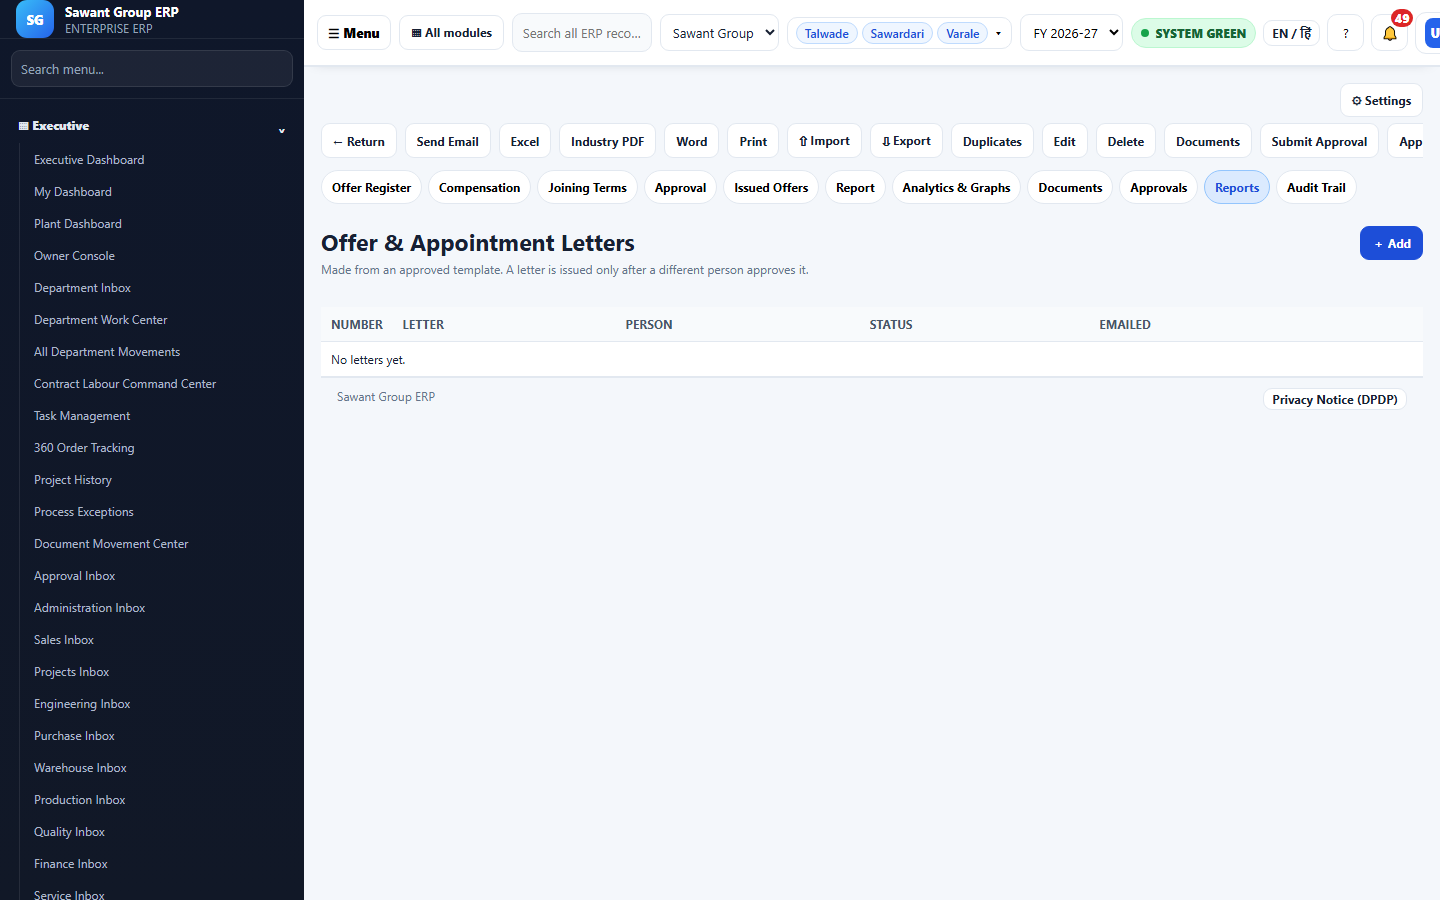 SG
Sawant Group ERP
ENTERPRISE ERP
Search menu...
Executive
Executive Dashboard
My Dashboard
Plant Dashboard
Owner Console
Department Inbox
Department Work Center
All Department Movements
Contract Labour Command Center
Task Management
360 Order Tracking
Project History
Process Exceptions
Document Movement Center
Approval Inbox
Administration Inbox
Sales Inbox
Projects Inbox
Engineering Inbox
Purchase Inbox
Warehouse Inbox
Production Inbox
Quality Inbox
Finance Inbox
Service Inbox
☰ Menu
All modules
Search all ERP reco...
Sawant Group
Talwade Sawardari Varale
FY 2026-27
SYSTEM GREEN
EN / हिं
?
49
U
⚙ Settings
← Return Send Email Excel Industry PDF Word Print ⇧ Import ⇩ Export Duplicates Edit Delete Documents Submit Approval App
Offer Register Compensation Joining Terms Approval Issued Offers Report Analytics & Graphs Documents Approvals Reports Audit Trail
Offer & Appointment Letters
+ Add
Made from an approved template. A letter is issued only after a different person approves it.
NUMBER LETTER PERSON STATUS EMAILED
No letters yet.
Sawant Group ERP
Privacy Notice (DPDP)